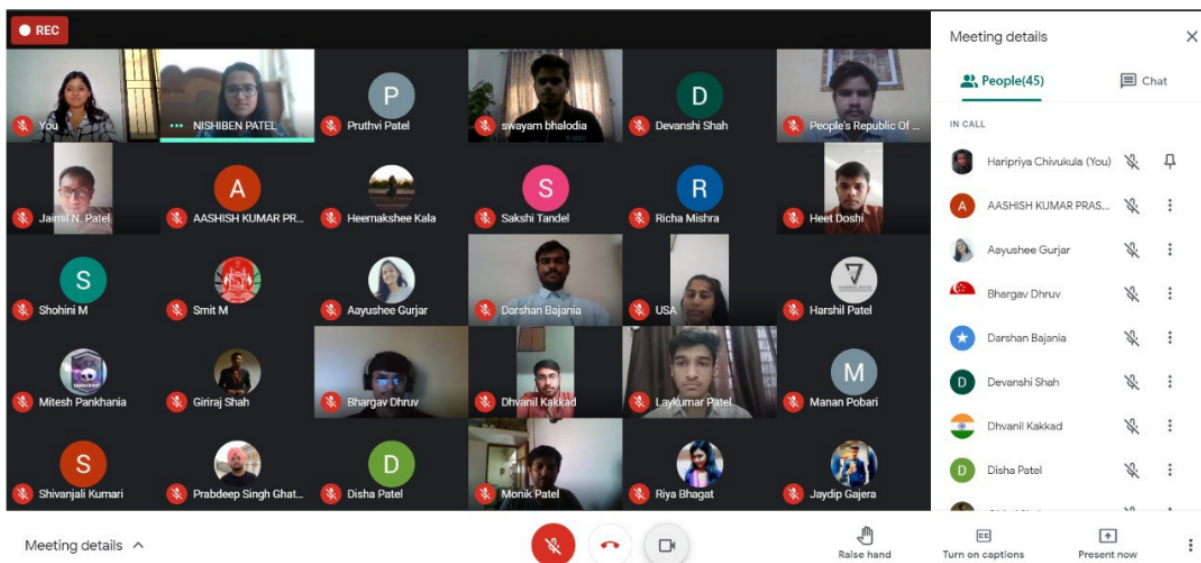 REC
You
NISHIBEN PATEL
P
Pruthvi Patel
swayam bhalodia
D
Devanshi Shah
People's Republic Of ...
Jaimil N. Patel
A
AASHISH KUMAR PR...
Heemakshee Kala
S
Sakshi Tandel
R
Richa Mishra
Heet Doshi
S
Shohini M
Smit M
Aayushee Gurjar
Darshan Bajania
USA
Harshil Patel
Mitesh Pankhania
Giriraj Shah
Bhargav Dhruv
Dhvanil Kakkad
Laykumar Patel
M
Manan Pobari
S
Shivanjali Kumari
Prabdeep Singh Ghat...
D
Disha Patel
Monik Patel
Riya Bhagat
Jaydip Gajera
Meeting details
People(45)
Chat
IN CALL
Haripriya Chivukula (You)
A
AASHISH KUMAR PRAS...
Aayushee Gurjar
Bhargav Dhruv
Darshan Bajania
D
Devanshi Shah
Dhvanil Kakkad
D
Disha Patel
Meeting details
Raise hand
CC
Turn on captions
Present now